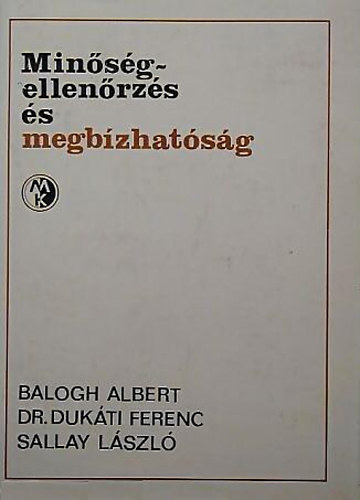 Minőség-
ellenőrzés
és
megbízhatóság
MK
BALOGH ALBERT
DR. DUKÁTI FERENC
SALLAY LÁSZLÓ